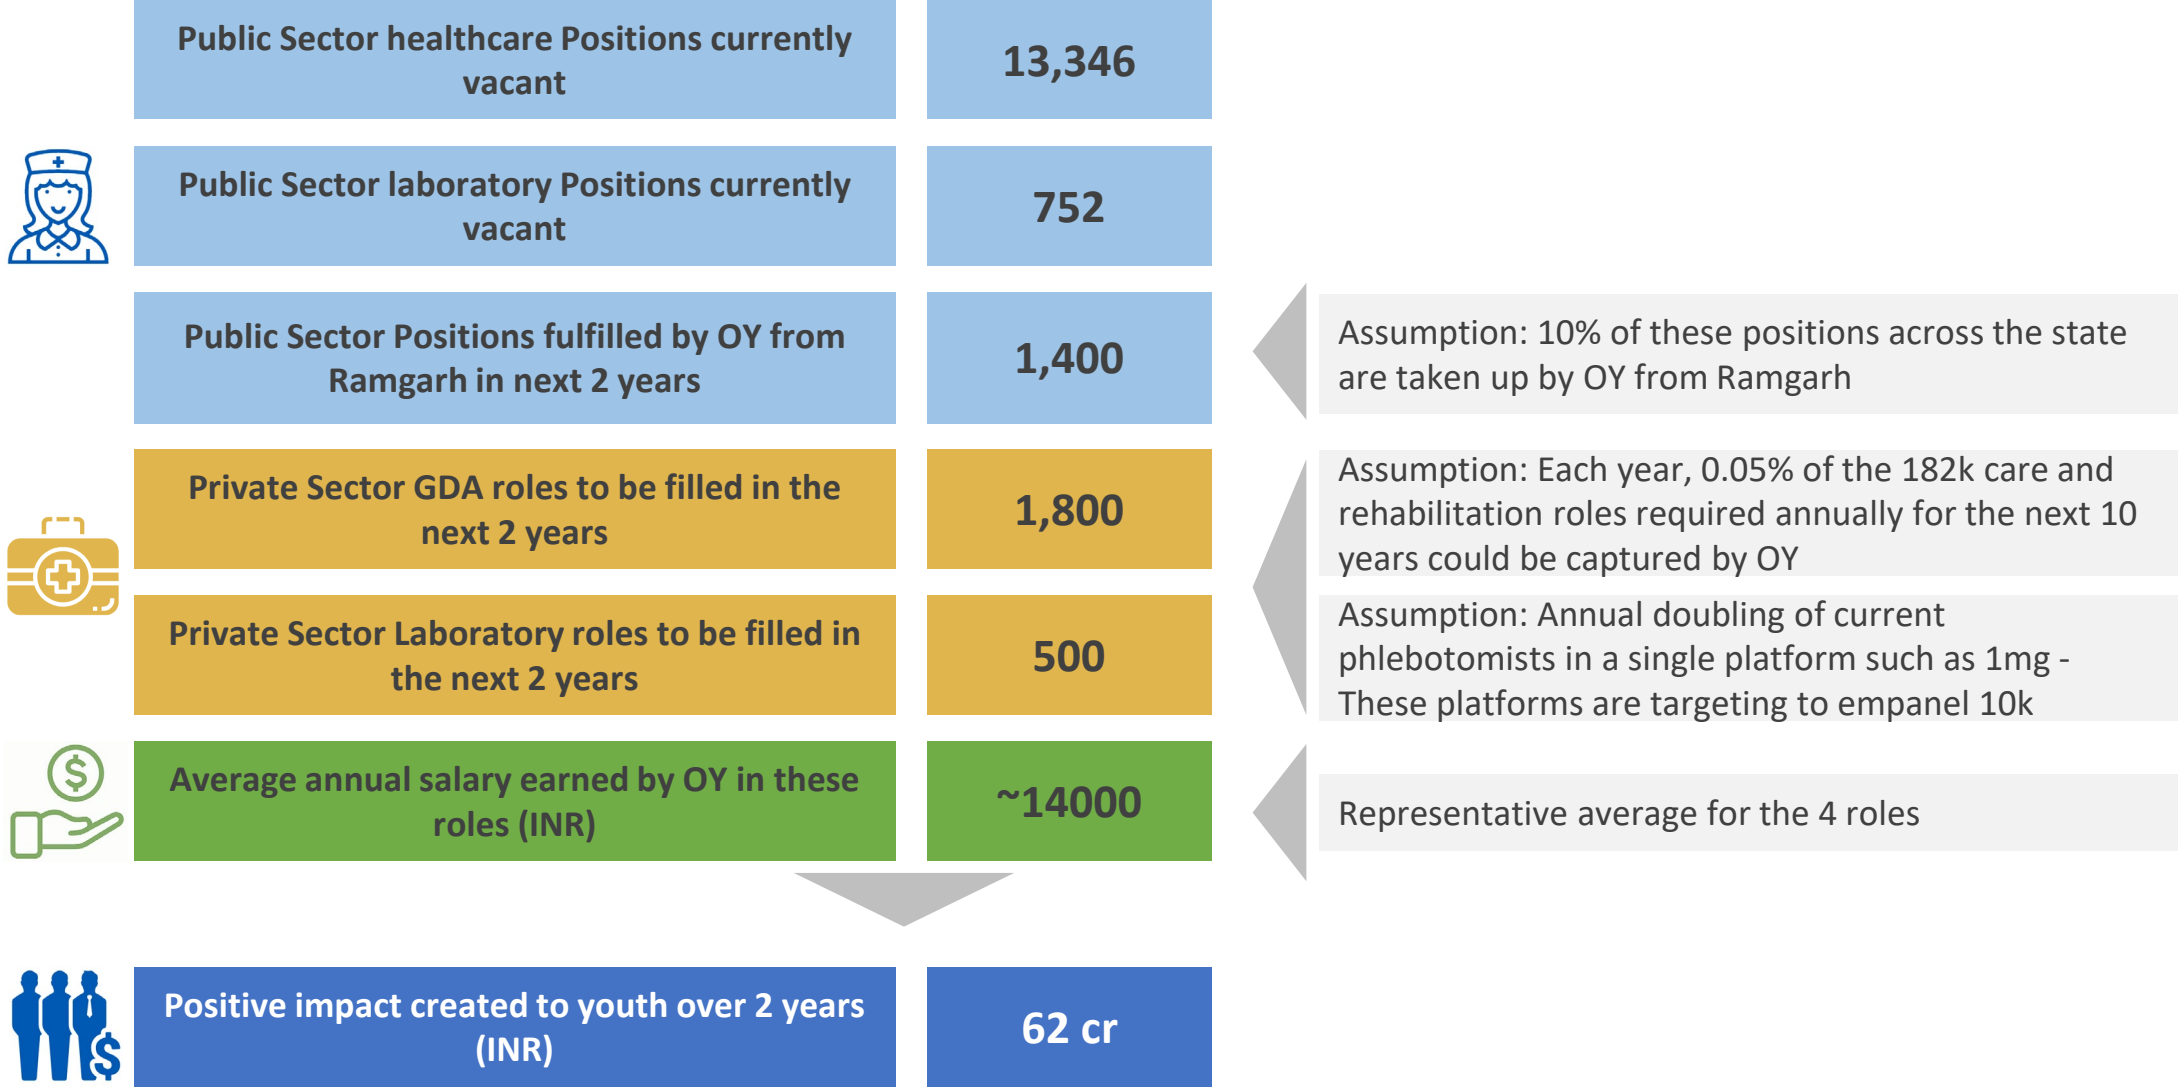 Public Sector healthcare Positions currently
vacant
13,346
Public Sector laboratory Positions currently
vacant
752
Public Sector Positions fulfilled by OY from
Ramgarh in next 2 years
1,400
Assumption: 10% of these positions across the state
are taken up by OY from Ramgarh
Private Sector GDA roles to be filled in the
next 2 years
1,800
Assumption: Each year, 0.05% of the 182k care and
rehabilitation roles required annually for the next 10
years could be captured by OY
Private Sector Laboratory roles to be filled in
the next 2 years
500
Assumption: Annual doubling of current
phlebotomists in a single platform such as 1mg -
These platforms are targeting to empanel 10k
Average annual salary earned by OY in these
roles (INR)
~14000
Representative average for the 4 roles
Positive impact created to youth over 2 years
(INR)
62 cr